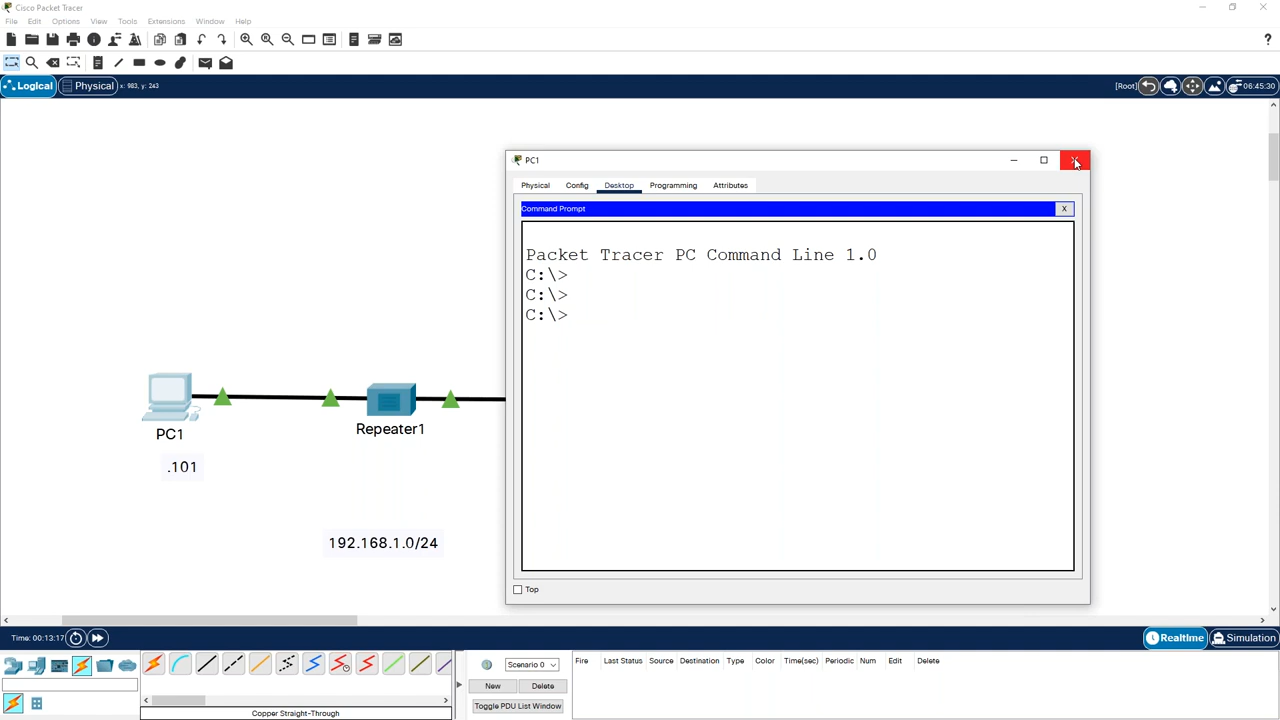 Cisco Packet Tracer
File Edit Options View Tools Extensions Window Help
?
Logical Physical x: 983, y: 243 [Root] 06:45:30
PC1
Physical Config Desktop Programming Attributes
Command Prompt X
Packet Tracer PC Command Line 1.0
C:\>
C:\>
C:\>
PC1
.101
Repeater1
192.168.1.0/24
Top
Time: 00:13:17 Realtime Simulation
Scenario 0
New Delete
Toggle PDU List Window
Fire Last Status Source Destination Type Color Time(sec) Periodic Num Edit Delete
Copper Straight-Through